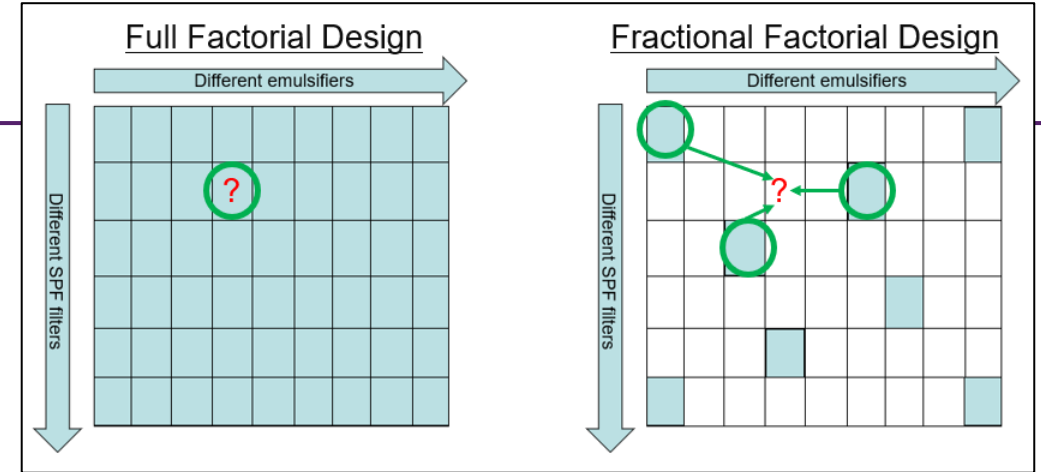 Full Factorial Design
Different emulsifiers
Different SPF filters
?
Fractional Factorial Design
Different emulsifiers
Different SPF filters
?